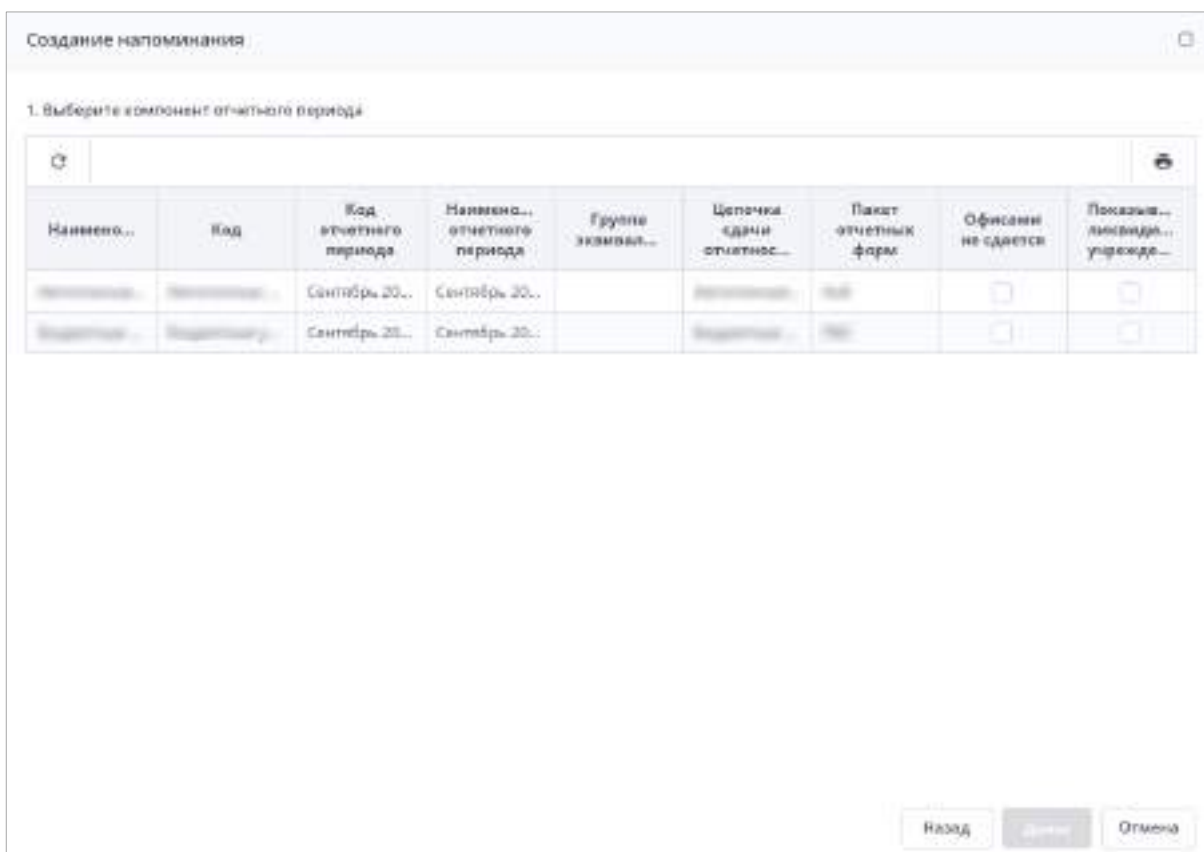 Создание напоминания
1. Выберите компонент отчетного периода
Наимено... Код Код отчетного периода Наимено... отчетного периода Группа эквивал... Цепочка сдачи отчетнос... Пакет отчетных форм Офисами не сдается Показыв... ликвиди... учрежде...
Сентябрь 20... Сентябрь 20...
Сентябрь 20... Сентябрь 20...
Назад Отмена